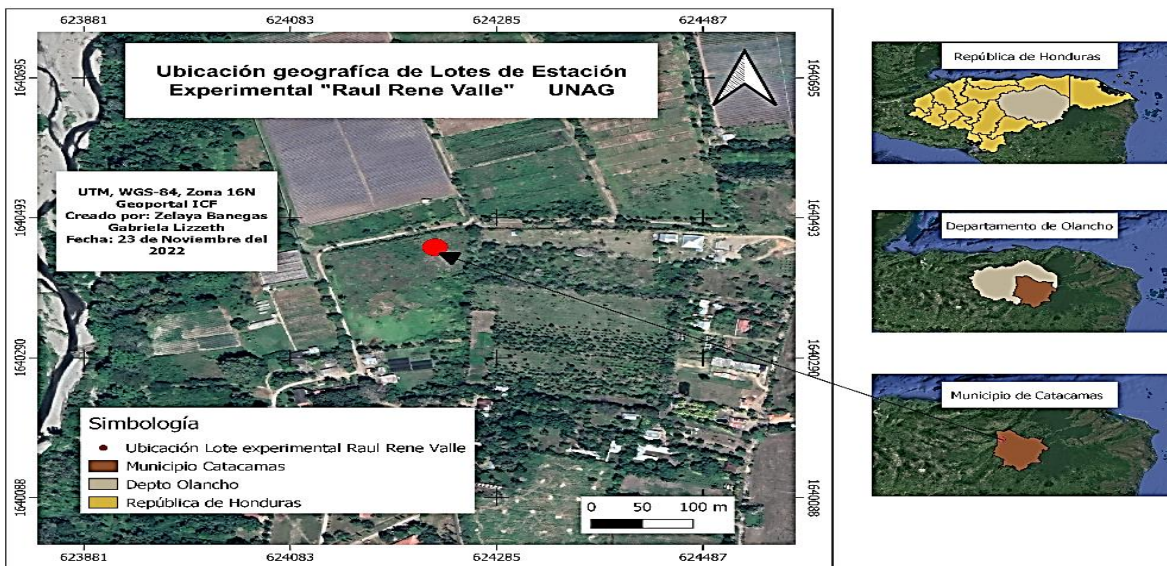 623881 624083 624285 624487
Ubicación geografíca de Lotes de Estación
Experimental "Raul Rene Valle" UNAG
1640695
1640695
UTM, WGS-84, Zona 16N
Geoportal ICF
Creado por: Zelaya Banegas
Gabriela Lizzeth
Fecha: 23 de Noviembre del
2022
1640493
1640493
1640290
1640290
Simbología
Ubicación Lote experimental Raul Rene Valle
Municipio Catacamas
Depto Olancho
República de Honduras
1640088
1640088
0 50 100 m
623881 624083 624285 624487
República de Honduras
Departamento de Olancho
Municipio de Catacamas